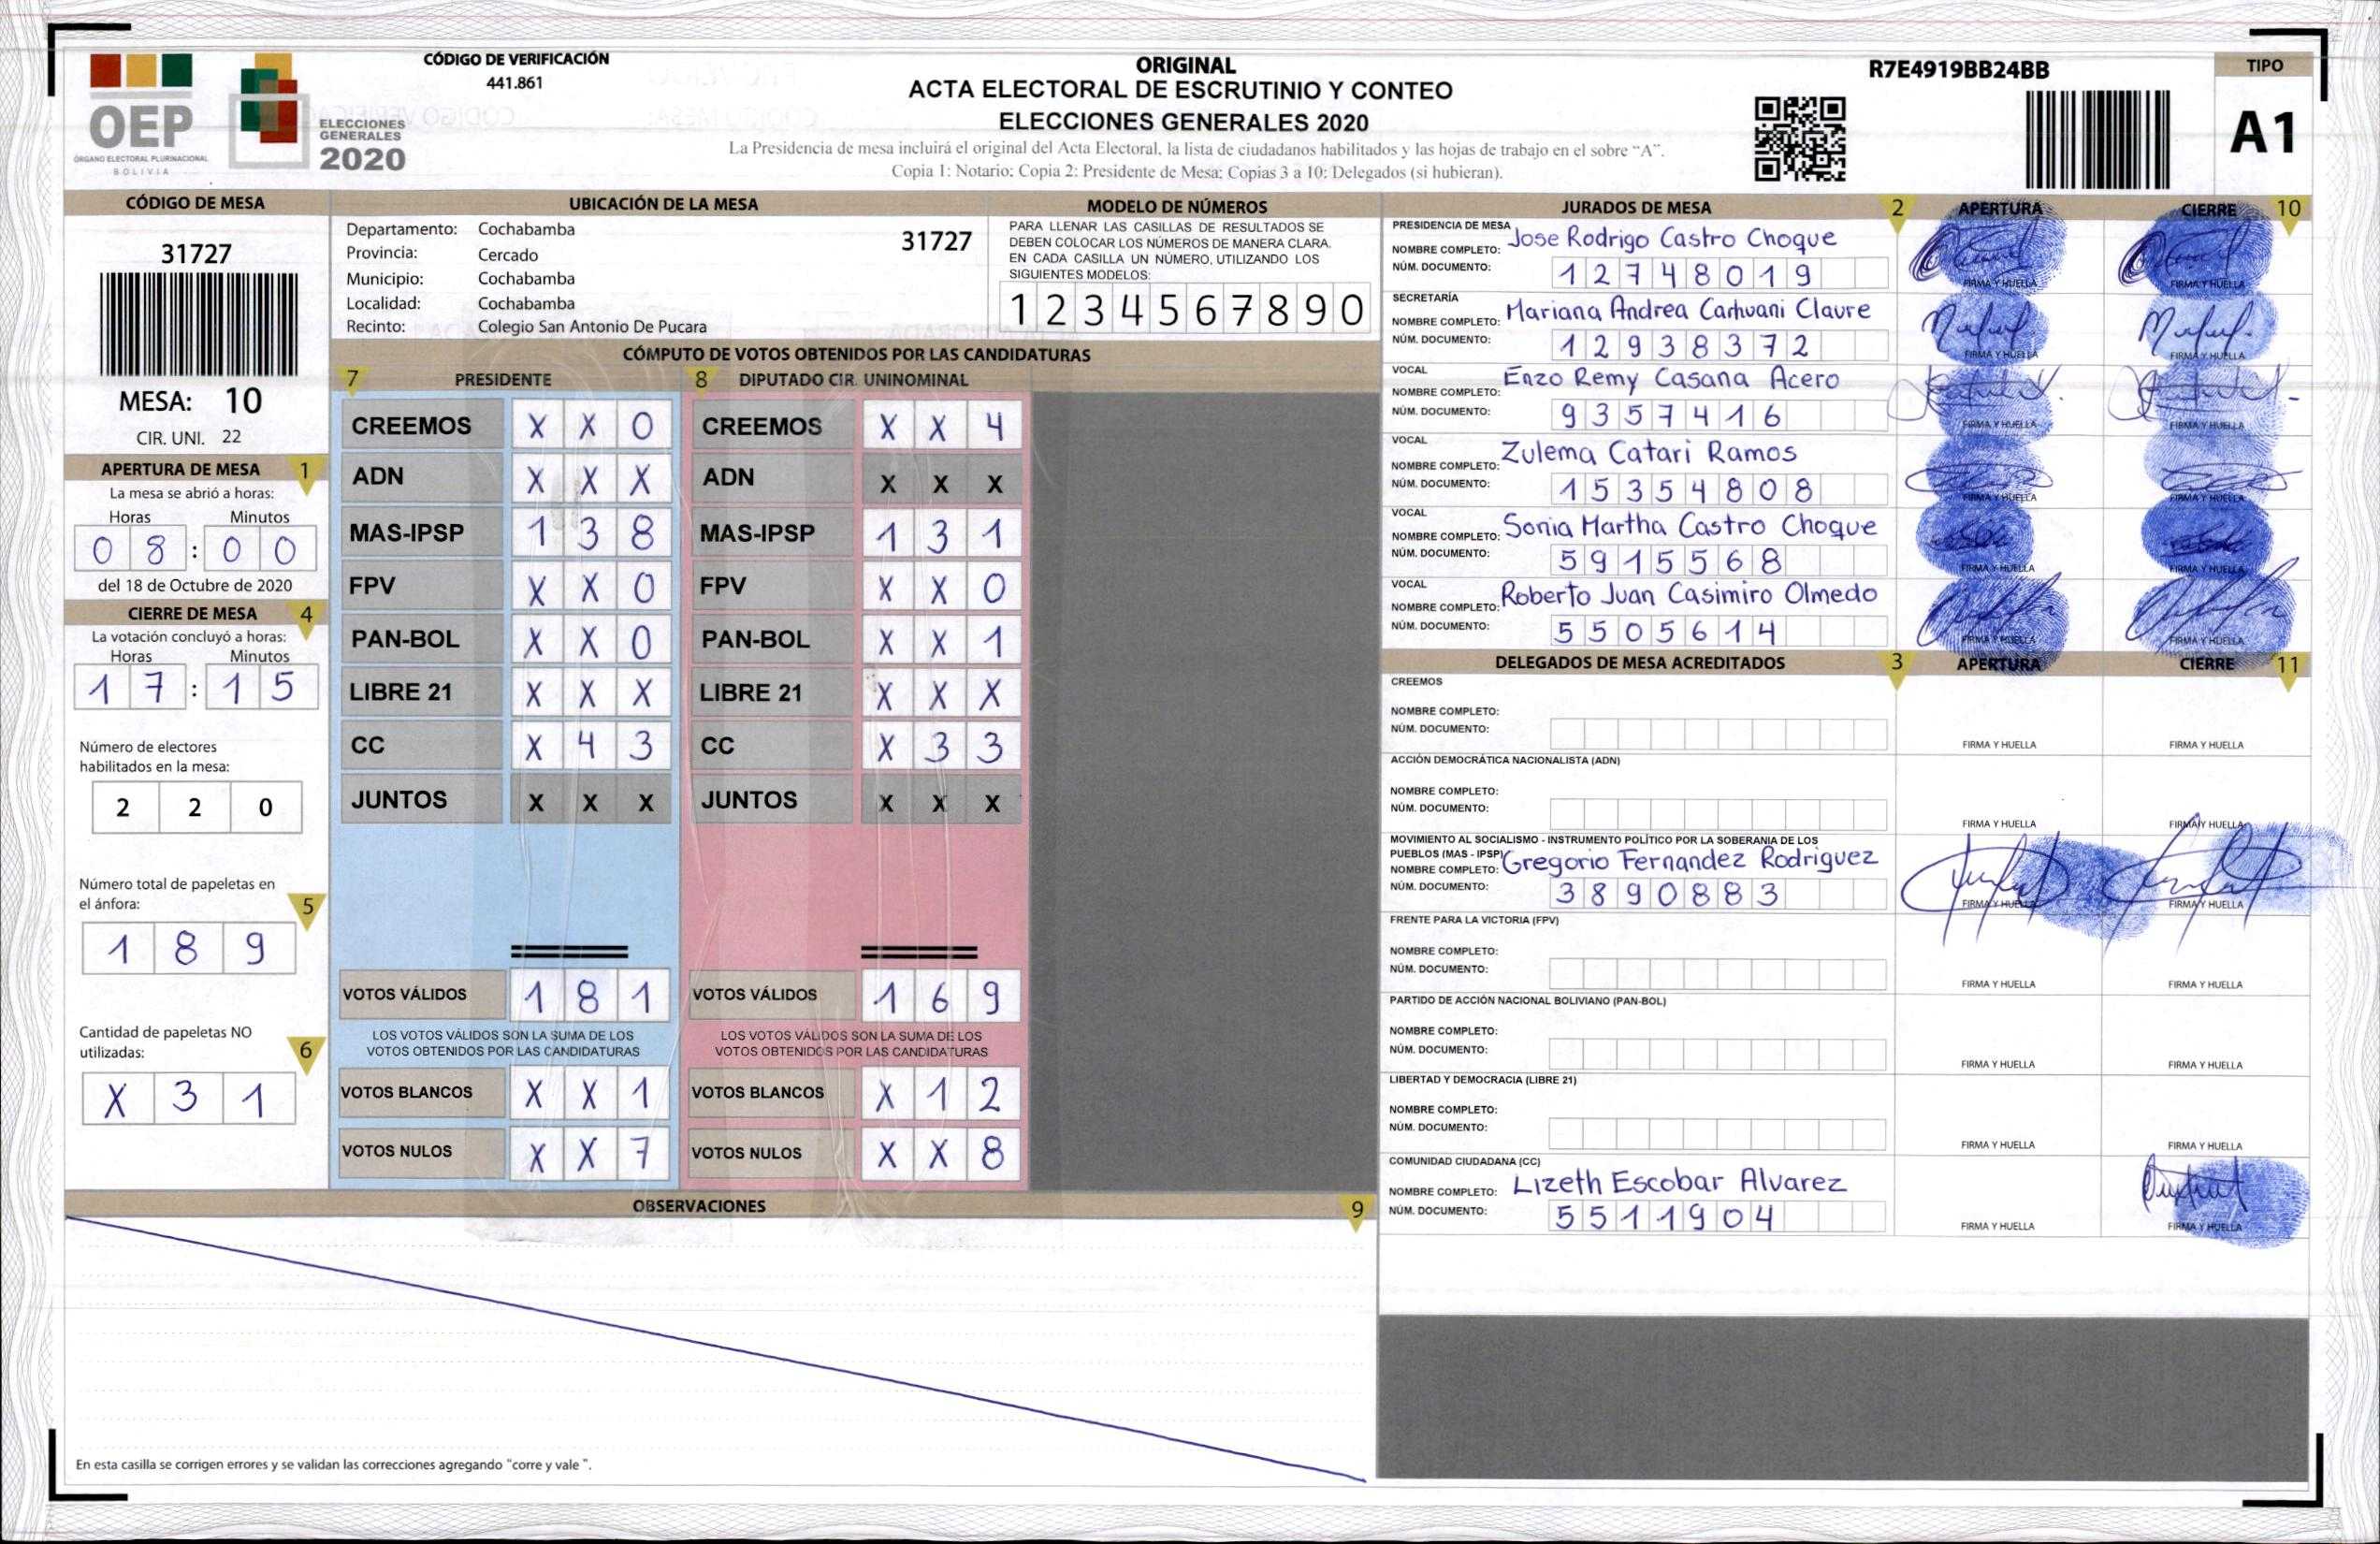 OEP
ÓRGANO ELECTORAL PLURINACIONAL
BOLIVIA
ELECCIONES
GENERALES
2020
CÓDIGO DE VERIFICACIÓN
441.861
ORIGINAL
ACTA ELECTORAL DE ESCRUTINIO Y CONTEO
ELECCIONES GENERALES 2020
La Presidencia de mesa incluirá el original del Acta Electoral, la lista de ciudadanos habilitados y las hojas de trabajo en el sobre “A”.
Copia 1: Notario; Copia 2: Presidente de Mesa; Copias 3 a 10: Delegados (si hubieran).
R7E4919BB24BB
TIPO
A1
CÓDIGO DE MESA
31727
MESA: 10
CIR. UNI. 22
APERTURA DE MESA 1
La mesa se abrió a horas:
Horas Minutos
0 8 : 0 0
del 18 de Octubre de 2020
CIERRE DE MESA 4
La votación concluyó a horas:
Horas Minutos
1 7 : 1 5
Número de electores
habilitados en la mesa:
2 2 0
Número total de papeletas en
el ánfora: 5
1 8 9
Cantidad de papeletas NO
utilizadas: 6
X 3 1
UBICACIÓN DE LA MESA
Departamento: Cochabamba 31727
Provincia: Cercado
Municipio: Cochabamba
Localidad: Cochabamba
Recinto: Colegio San Antonio De Pucara
MODELO DE NÚMEROS
PARA LLENAR LAS CASILLAS DE RESULTADOS SE
DEBEN COLOCAR LOS NÚMEROS DE MANERA CLARA.
EN CADA CASILLA UN NÚMERO, UTILIZANDO LOS
SIGUIENTES MODELOS:
1 2 3 4 5 6 7 8 9 0
CÓMPUTO DE VOTOS OBTENIDOS POR LAS CANDIDATURAS
7 PRESIDENTE 8 DIPUTADO CIR. UNINOMINAL
CREEMOS X X 0 CREEMOS X X 4
ADN X X X ADN X X X
MAS-IPSP 1 3 8 MAS-IPSP 1 3 1
FPV X X 0 FPV X X 0
PAN-BOL X X 0 PAN-BOL X X 1
LIBRE 21 X X X LIBRE 21 X X X
CC X 4 3 CC X 3 3
JUNTOS X X X JUNTOS X X X
VOTOS VÁLIDOS 1 8 1 VOTOS VÁLIDOS 1 6 9
LOS VOTOS VÁLIDOS SON LA SUMA DE LOS LOS VOTOS VÁLIDOS SON LA SUMA DE LOS
VOTOS OBTENIDOS POR LAS CANDIDATURAS VOTOS OBTENIDOS POR LAS CANDIDATURAS
VOTOS BLANCOS X X 1 VOTOS BLANCOS X 1 2
VOTOS NULOS X X 7 VOTOS NULOS X X 8
OBSERVACIONES 9
En esta casilla se corrigen errores y se validan las correcciones agregando “corre y vale”.
JURADOS DE MESA 2 APERTURA CIERRE 10
PRESIDENCIA DE MESA
NOMBRE COMPLETO: Jose Rodrigo Castro Choque
NÚM. DOCUMENTO: 1 2 7 4 8 0 1 9 FIRMA Y HUELLA FIRMA Y HUELLA
SECRETARÍA
NOMBRE COMPLETO: Mariana Andrea Carhuani Claure
NÚM. DOCUMENTO: 1 2 9 3 8 3 7 2 FIRMA Y HUELLA FIRMA Y HUELLA
VOCAL
NOMBRE COMPLETO: Enzo Remy Casana Acero
NÚM. DOCUMENTO: 9 3 5 7 4 1 6 FIRMA Y HUELLA FIRMA Y HUELLA
VOCAL
NOMBRE COMPLETO: Zulema Catari Ramos
NÚM. DOCUMENTO: 1 5 3 5 4 8 0 8 FIRMA Y HUELLA FIRMA Y HUELLA
VOCAL
NOMBRE COMPLETO: Sonia Martha Castro Choque
NÚM. DOCUMENTO: 5 9 1 5 5 6 8 FIRMA Y HUELLA FIRMA Y HUELLA
VOCAL
NOMBRE COMPLETO: Roberto Juan Casimiro Olmedo
NÚM. DOCUMENTO: 5 5 0 5 6 1 4 FIRMA Y HUELLA FIRMA Y HUELLA
DELEGADOS DE MESA ACREDITADOS 3 APERTURA CIERRE 11
CREEMOS
NOMBRE COMPLETO:
NÚM. DOCUMENTO: FIRMA Y HUELLA FIRMA Y HUELLA
ACCIÓN DEMOCRÁTICA NACIONALISTA (ADN)
NOMBRE COMPLETO:
NÚM. DOCUMENTO: FIRMA Y HUELLA FIRMA Y HUELLA
MOVIMIENTO AL SOCIALISMO - INSTRUMENTO POLÍTICO POR LA SOBERANIA DE LOS
PUEBLOS (MAS - IPSP)
NOMBRE COMPLETO: Gregorio Fernandez Rodriguez
NÚM. DOCUMENTO: 3 8 9 0 8 8 3 FIRMA Y HUELLA FIRMA Y HUELLA
FRENTE PARA LA VICTORIA (FPV)
NOMBRE COMPLETO:
NÚM. DOCUMENTO: FIRMA Y HUELLA FIRMA Y HUELLA
PARTIDO DE ACCIÓN NACIONAL BOLIVIANO (PAN-BOL)
NOMBRE COMPLETO:
NÚM. DOCUMENTO: FIRMA Y HUELLA FIRMA Y HUELLA
LIBERTAD Y DEMOCRACIA (LIBRE 21)
NOMBRE COMPLETO:
NÚM. DOCUMENTO: FIRMA Y HUELLA FIRMA Y HUELLA
COMUNIDAD CIUDADANA (CC)
NOMBRE COMPLETO: Lizeth Escobar Alvarez
NÚM. DOCUMENTO: 5 5 1 1 9 0 4 FIRMA Y HUELLA FIRMA Y HUELLA